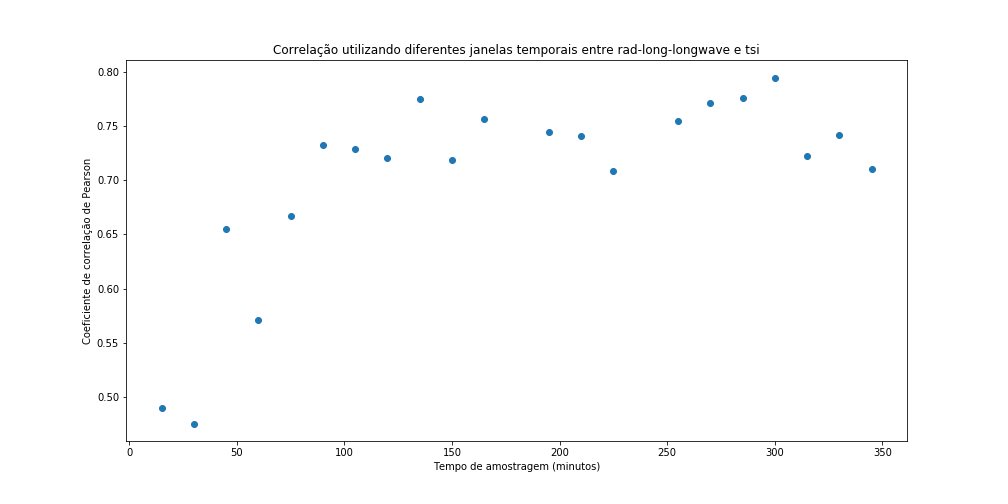 Correlação utilizando diferentes janelas temporais entre rad-long-longwave e tsi
Coeficiente de correlação de Pearson
0.80
0.75
0.70
0.65
0.60
0.55
0.50
0 50 100 150 200 250 300 350
Tempo de amostragem (minutos)